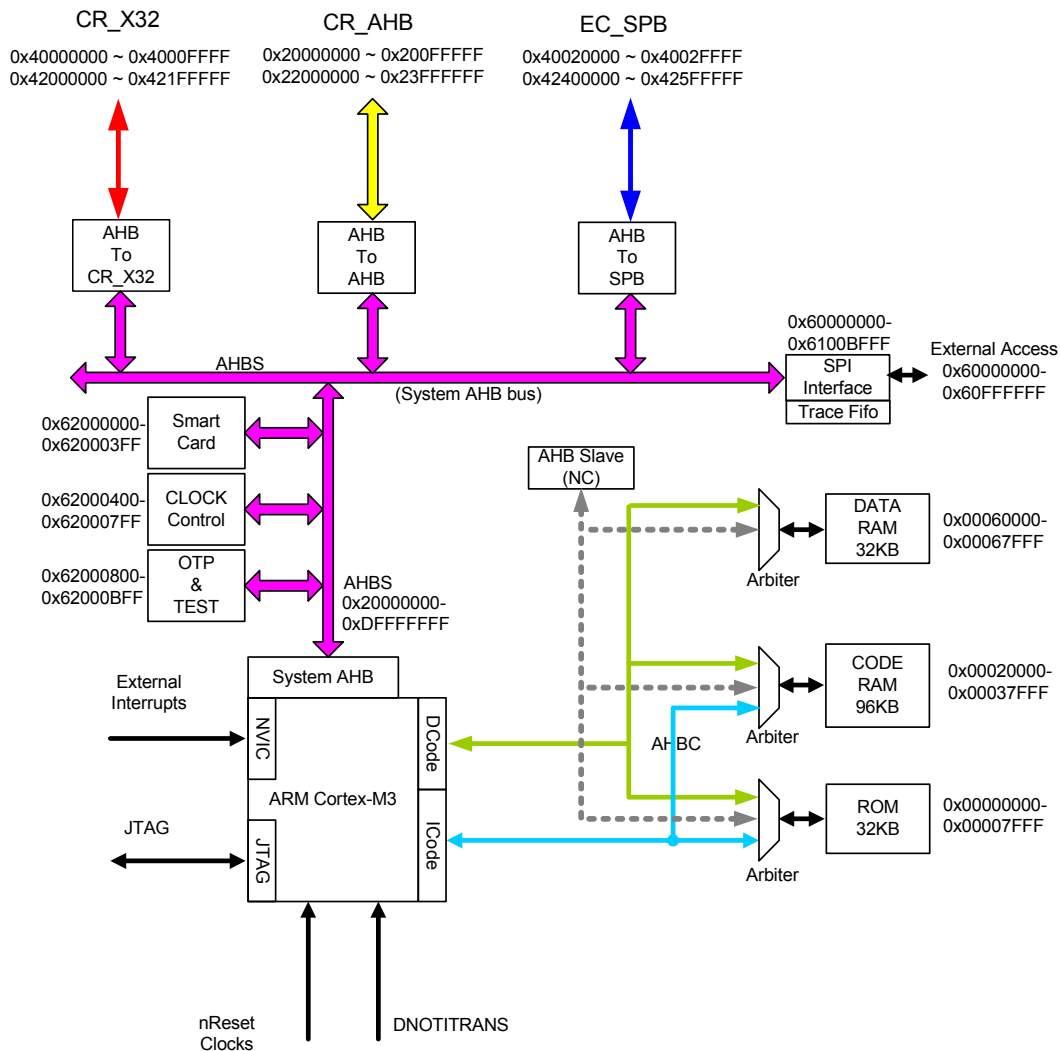 CR_X32
0x40000000 ~ 0x4000FFFF
0x42000000 ~ 0x421FFFFF
CR_AHB
0x20000000 ~ 0x200FFFFF
0x22000000 ~ 0x23FFFFFF
EC_SPB
0x40020000 ~ 0x4002FFFF
0x42400000 ~ 0x425FFFFF
AHB
To
CR_X32
AHB
To
AHB
AHB
To
SPB
AHBS
(System AHB bus)
0x60000000-
0x6100BFFF
SPI
Interface
Trace Fifo
External Access
0x60000000-
0x60FFFFFF
0x62000000-
0x620003FF
Smart
Card
0x62000400-
0x620007FF
CLOCK
Control
0x62000800-
0x62000BFF
OTP
&
TEST
AHBS
0x20000000-
0xDFFFFFFF
AHB Slave
(NC)
Arbiter
DATA
RAM
32KB
0x00060000-
0x00067FFF
Arbiter
CODE
RAM
96KB
0x00020000-
0x00037FFF
AHBC
Arbiter
ROM
32KB
0x00000000-
0x00007FFF
System AHB
External
Interrupts
NVIC
DCode
ARM Cortex-M3
JTAG
JTAG
ICode
nReset
Clocks
DNOTITRANS